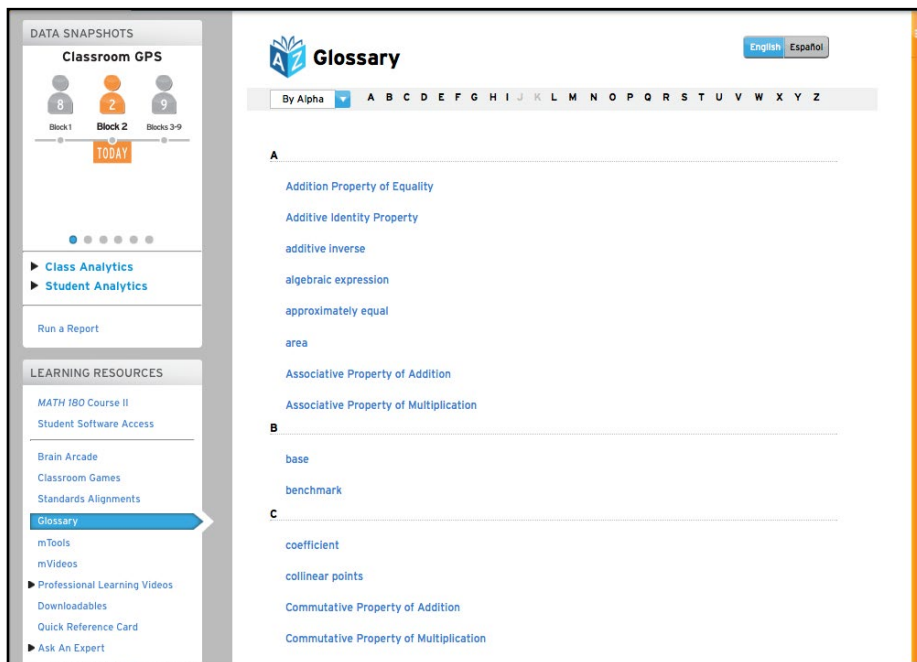 DATA SNAPSHOTS
Classroom GPS
8 2 9
Block 1 Block 2 Blocks 3-9
TODAY
Class Analytics
Student Analytics
Run a Report
LEARNING RESOURCES
MATH 180 Course II
Student Software Access
Brain Arcade
Classroom Games
Standards Alignments
Glossary
mTools
mVideos
Professional Learning Videos
Downloadables
Quick Reference Card
Ask An Expert
A Z Glossary
English Español
By Alpha A B C D E F G H I J K L M N O P Q R S T U V W X Y Z
A
Addition Property of Equality
Additive Identity Property
additive inverse
algebraic expression
approximately equal
area
Associative Property of Addition
Associative Property of Multiplication
B
base
benchmark
C
coefficient
collinear points
Commutative Property of Addition
Commutative Property of Multiplication